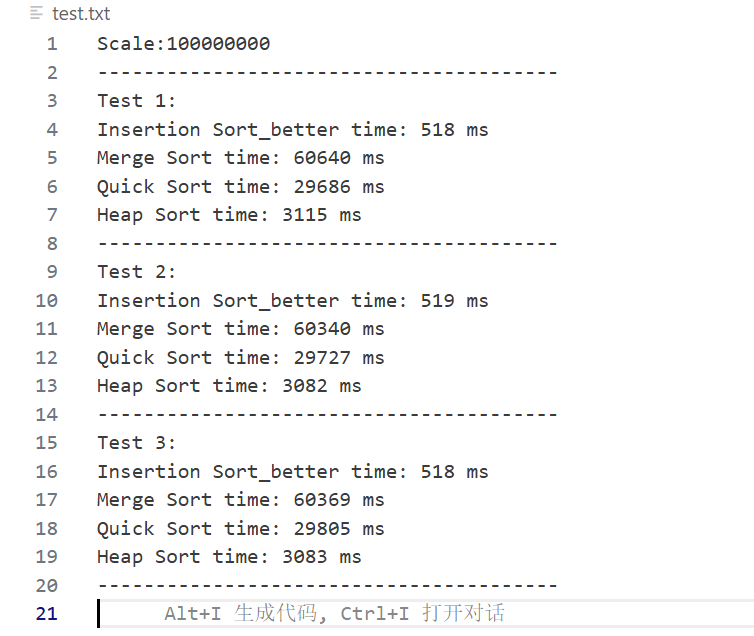 test.txt
1 Scale:100000000
2 ----------------------------------------
3 Test 1:
4 Insertion Sort_better time: 518 ms
5 Merge Sort time: 60640 ms
6 Quick Sort time: 29686 ms
7 Heap Sort time: 3115 ms
8 ----------------------------------------
9 Test 2:
10 Insertion Sort_better time: 519 ms
11 Merge Sort time: 60340 ms
12 Quick Sort time: 29727 ms
13 Heap Sort time: 3082 ms
14 ----------------------------------------
15 Test 3:
16 Insertion Sort_better time: 518 ms
17 Merge Sort time: 60369 ms
18 Quick Sort time: 29805 ms
19 Heap Sort time: 3083 ms
20 ----------------------------------------
21 Alt+I 生成代码, Ctrl+I 打开对话